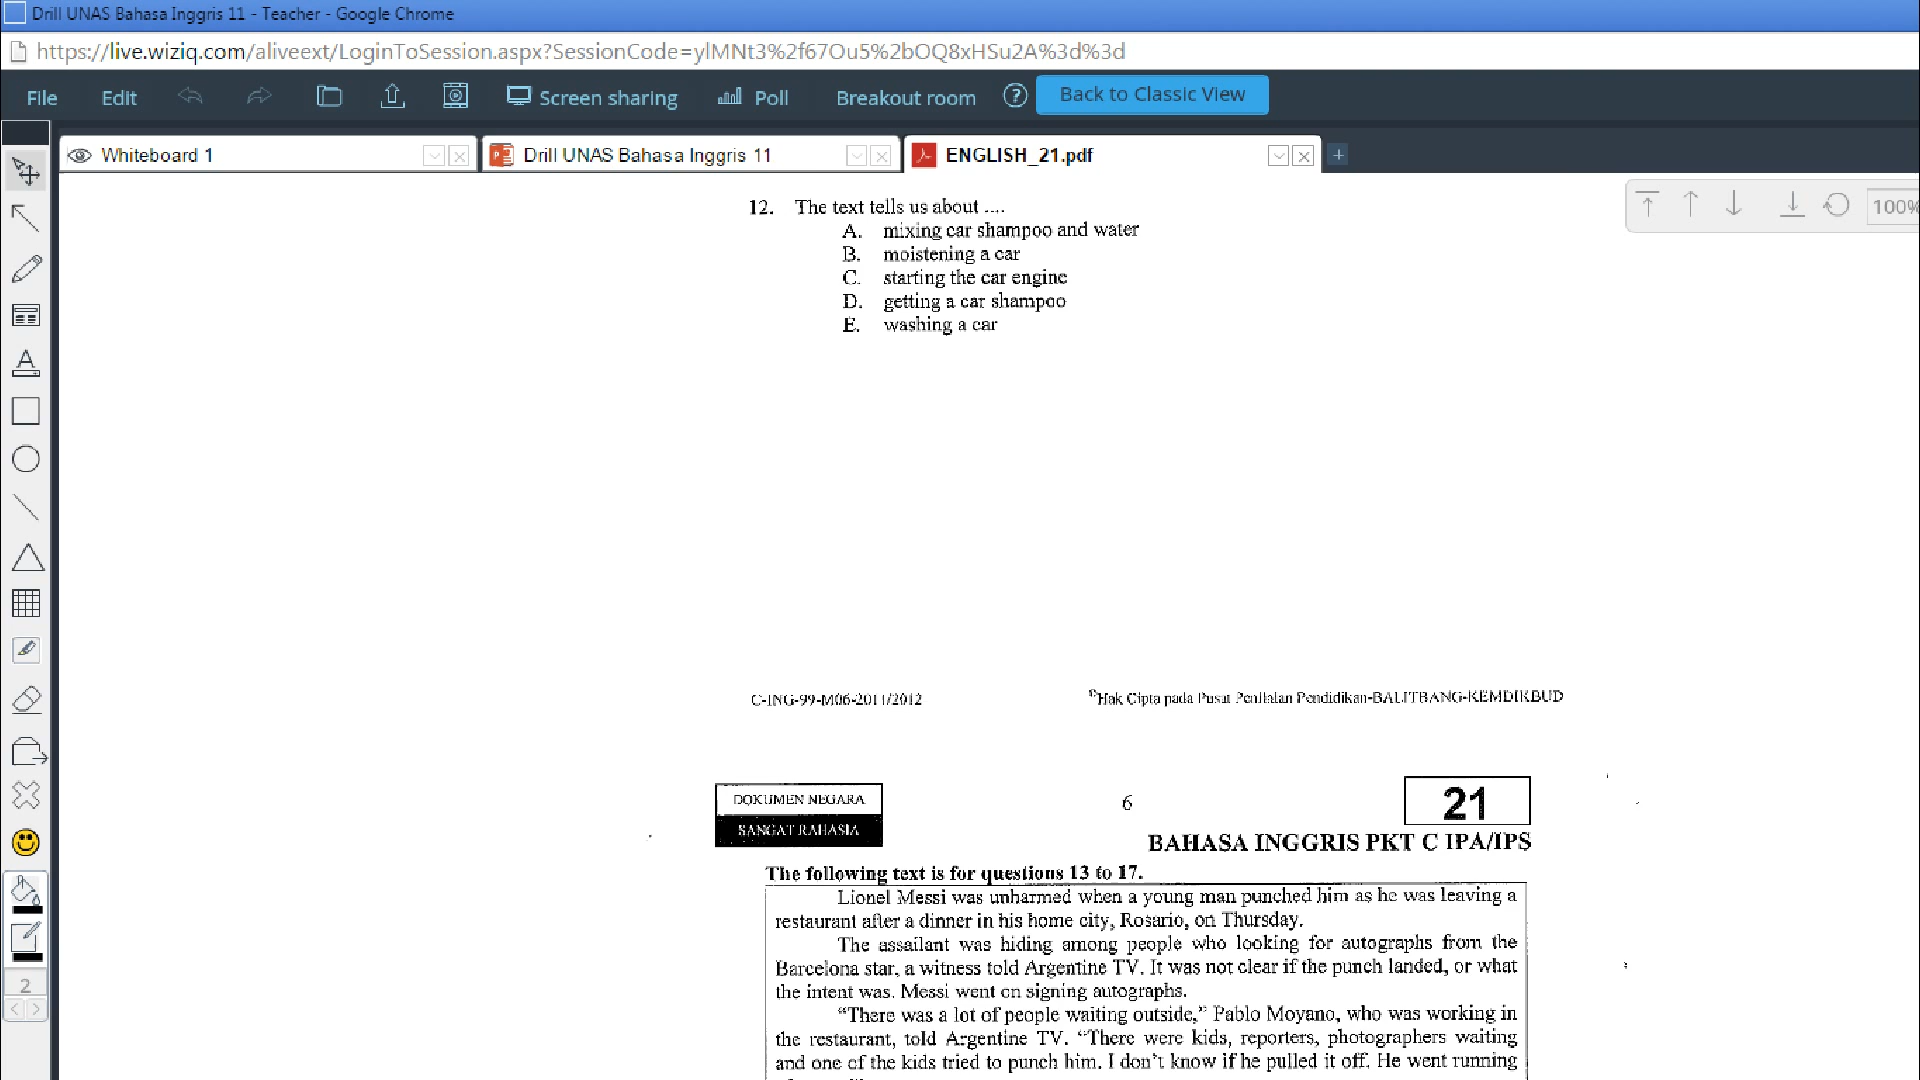 Drill UNAS Bahasa Inggris 11 - Teacher - Google Chrome
https://live.wiziq.com/aliveext/LoginToSession.aspx?SessionCode=ylMNt3%2f67Ou5%2bOQ8xHSu2A%3d%3d
File Edit Screen sharing Poll Breakout room ? Back to Classic View
Whiteboard 1 Drill UNAS Bahasa Inggris 11 ENGLISH_21.pdf +
100%
12. The text tells us about ....
A. mixing car shampoo and water
B. moistening a car
C. starting the car engine
D. getting a car shampoo
E. washing a car
C-ING-99-M06-2011/2012 ©Hak Cipta pada Pusat Penilaian Pendidikan-BALITBANG-KEMDIKBUD
DOKUMEN NEGARA
SANGAT RAHASIA
6
21
BAHASA INGGRIS PKT C IPA/IPS
The following text is for questions 13 to 17.
Lionel Messi was unharmed when a young man punched him as he was leaving a
restaurant after a dinner in his home city, Rosario, on Thursday.
The assailant was hiding among people who looking for autographs from the
Barcelona star, a witness told Argentine TV. It was not clear if the punch landed, or what
the intent was. Messi went on signing autographs.
"There was a lot of people waiting outside," Pablo Moyano, who was working in
the restaurant, told Argentine TV. "There were kids, reporters, photographers waiting
and one of the kids tried to punch him. I don't know if he pulled it off. He went running
2